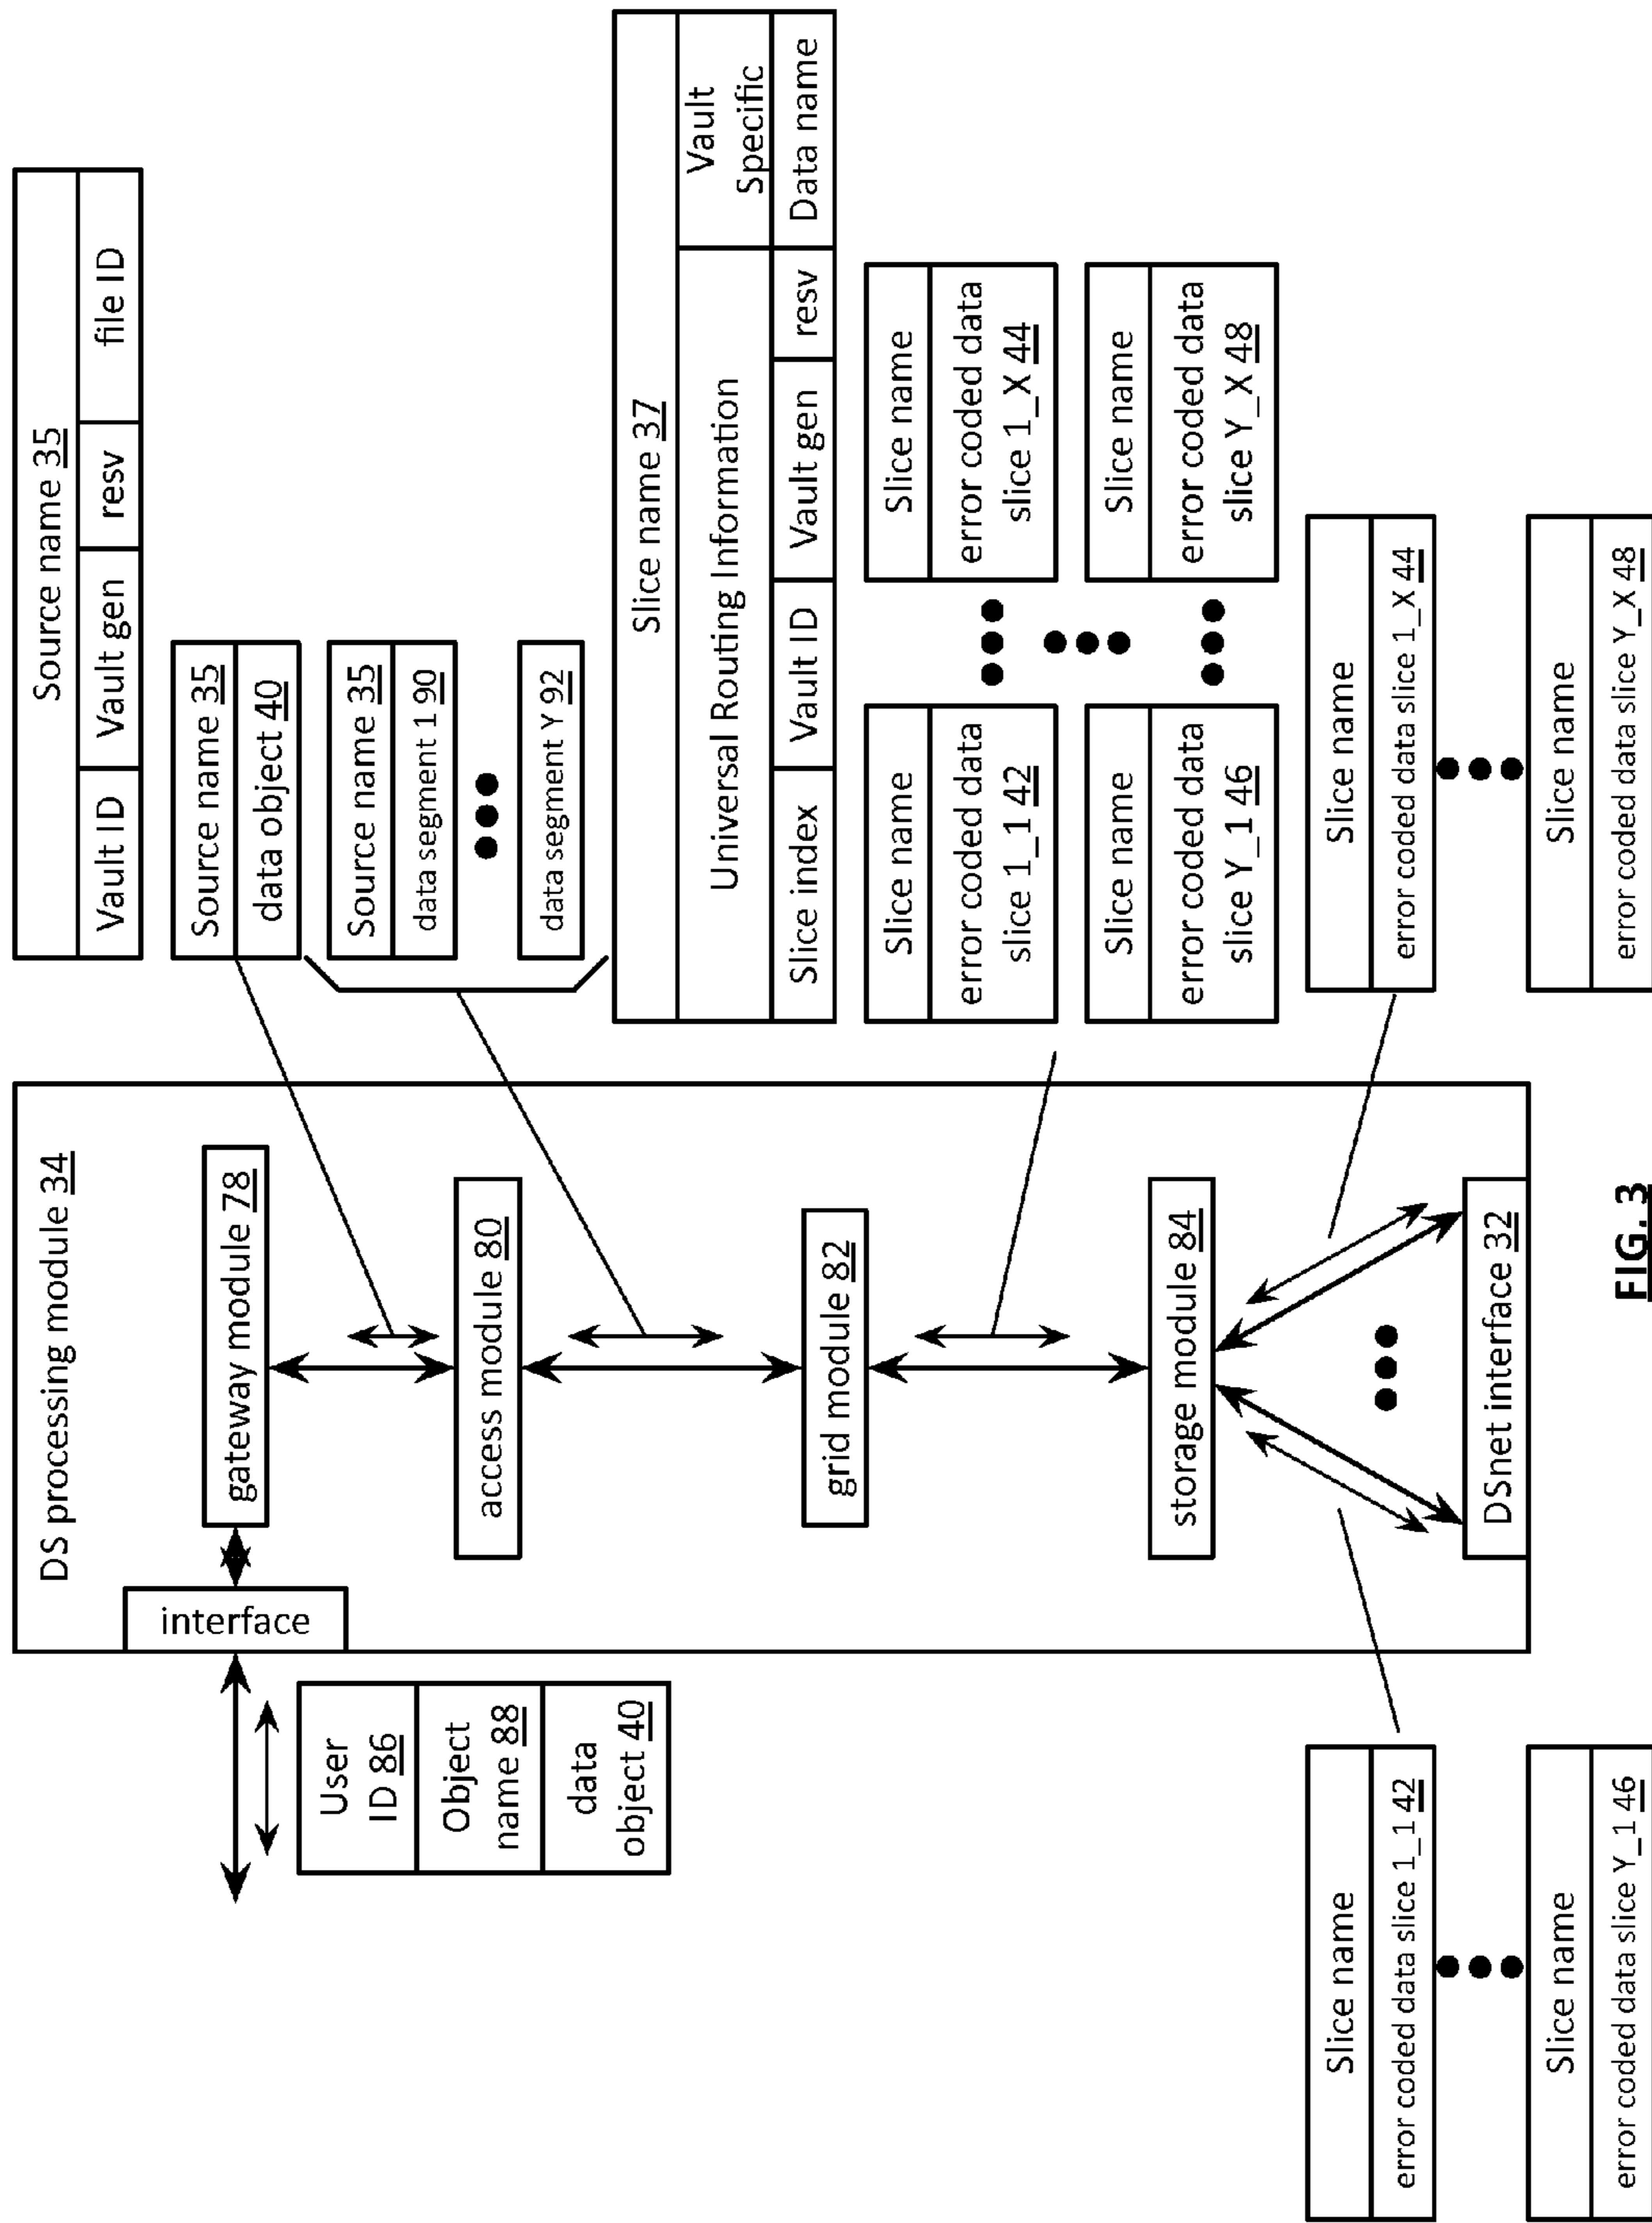 DS processing module 34
interface
gateway module 78
access module 80
grid module 82
storage module 84
DSnet interface 32
User
ID 86
Object
name 88
data
object 40
Source name 35
Vault ID
Vault gen
resv
file ID
Source name 35
data object 40
Source name 35
data segment 1 90
data segment Y 92
Slice name 37
Universal Routing Information
Vault
Specific
Slice index
Vault ID
Vault gen
resv
Data name
Slice name
error coded data
slice 1_1 42
Slice name
error coded data
slice 1_X 44
Slice name
error coded data
slice Y_1 46
Slice name
error coded data
slice Y_X 48
Slice name
error coded data slice 1_1 42
Slice name
error coded data slice Y_1 46
Slice name
error coded data slice 1_X 44
Slice name
error coded data slice Y_X 48
FIG. 3